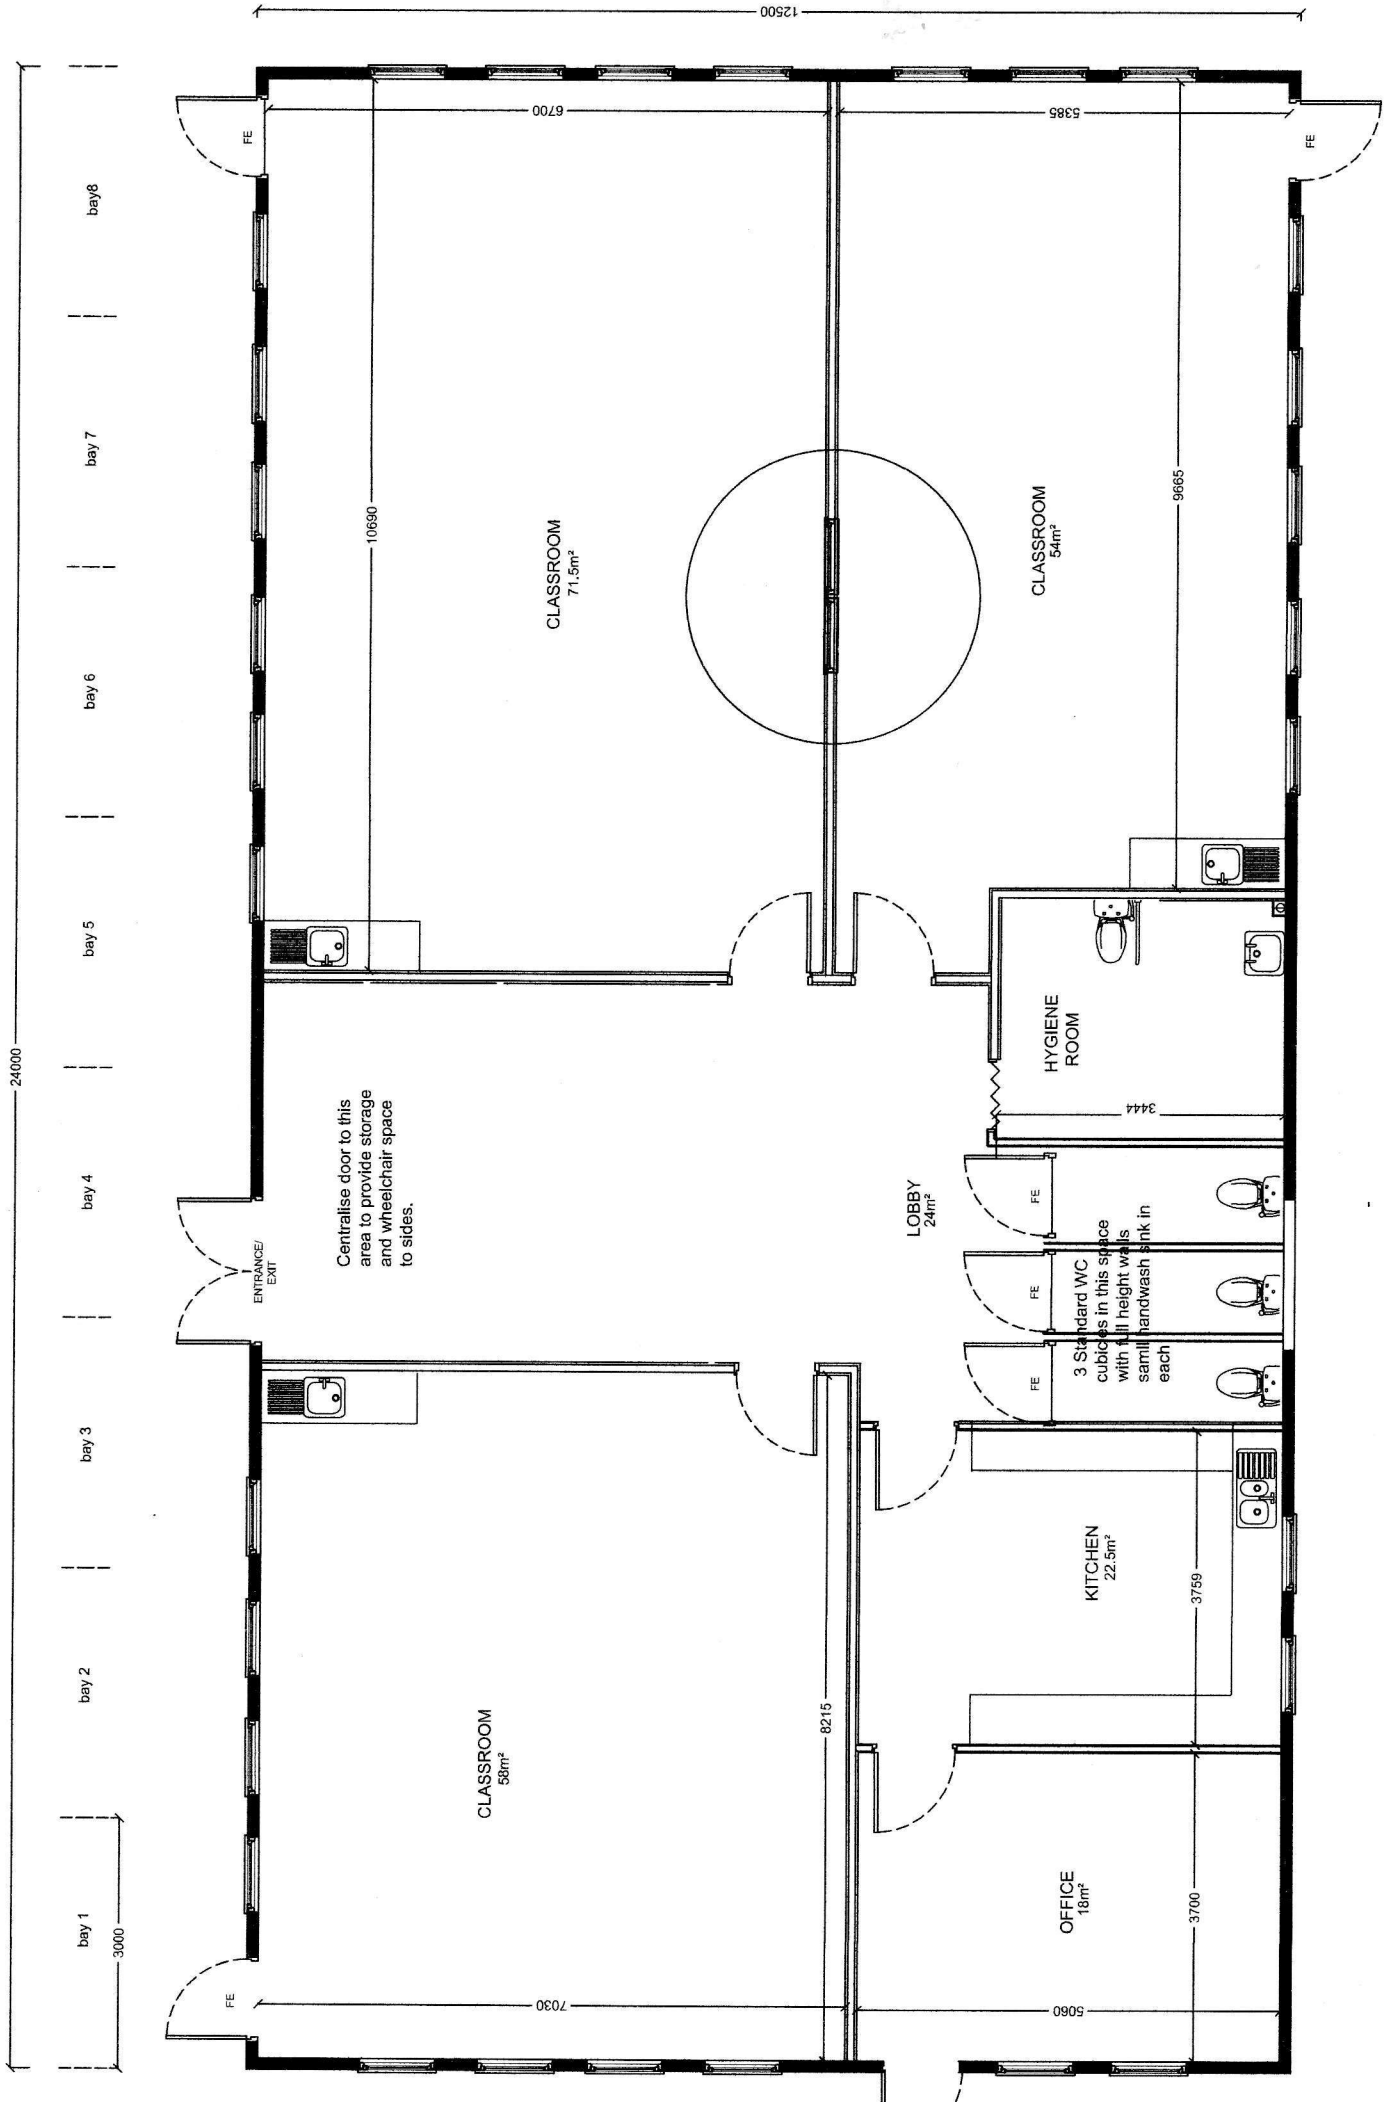 12500
24000
bay8
bay 7
bay 6
bay 5
bay 4
bay 3
bay 2
bay 1
3000
FE
6700
5385
FE
10690
CLASSROOM
71.5m²
CLASSROOM
54m²
9665
HYGIENE
ROOM
3444
Centralise door to this
area to provide storage
and wheelchair space
to sides.
ENTRANCE/
EXIT
LOBBY
24m²
FE
FE
FE
3 Standard WC
cubicles in this space
with full height walls
samll handwash sink in
each
KITCHEN
22.5m²
3759
CLASSROOM
58m²
8215
OFFICE
18m²
3700
FE
7030
5060